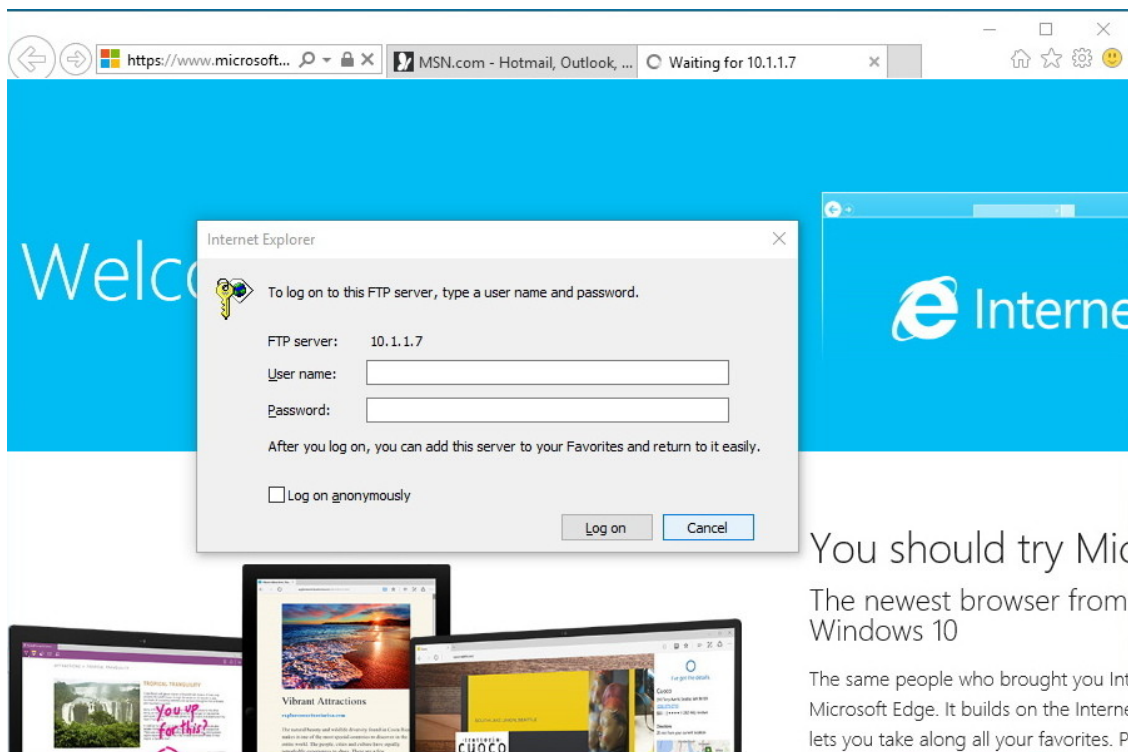 https://www.microsoft...
MSN.com - Hotmail, Outlook, ...
Waiting for 10.1.1.7
Welco
Internet Explorer
To log on to this FTP server, type a user name and password.
FTP server: 10.1.1.7
User name:
Password:
After you log on, you can add this server to your Favorites and return to it easily.
Log on anonymously
Log on
Cancel
Interne
You should try Mic
The newest browser from
Windows 10
The same people who brought you Int
Microsoft Edge. It builds on the Interne
lets you take along all your favorites. P
TROPICAL TRANQUILITY
You up
for this?
Vibrant Attractions
trattoria
CUOCO
Cuoco